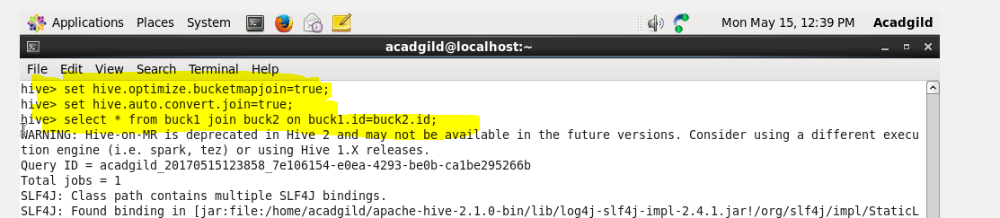 Applications Places System Mon May 15, 12:39 PM Acadgild
acadgild@localhost:~
File Edit View Search Terminal Help
hive> set hive.optimize.bucketmapjoin=true;
hive> set hive.auto.convert.join=true;
hive> select * from buck1 join buck2 on buck1.id=buck2.id;
WARNING: Hive-on-MR is deprecated in Hive 2 and may not be available in the future versions. Consider using a different execu
tion engine (i.e. spark, tez) or using Hive 1.X releases.
Query ID = acadgild_20170515123858_7e106154-e0ea-4293-be0b-ca1be295266b
Total jobs = 1
SLF4J: Class path contains multiple SLF4J bindings.
SLF4J: Found binding in [jar:file:/home/acadgild/apache-hive-2.1.0-bin/lib/log4j-slf4j-impl-2.4.1.jar!/org/slf4j/impl/StaticL